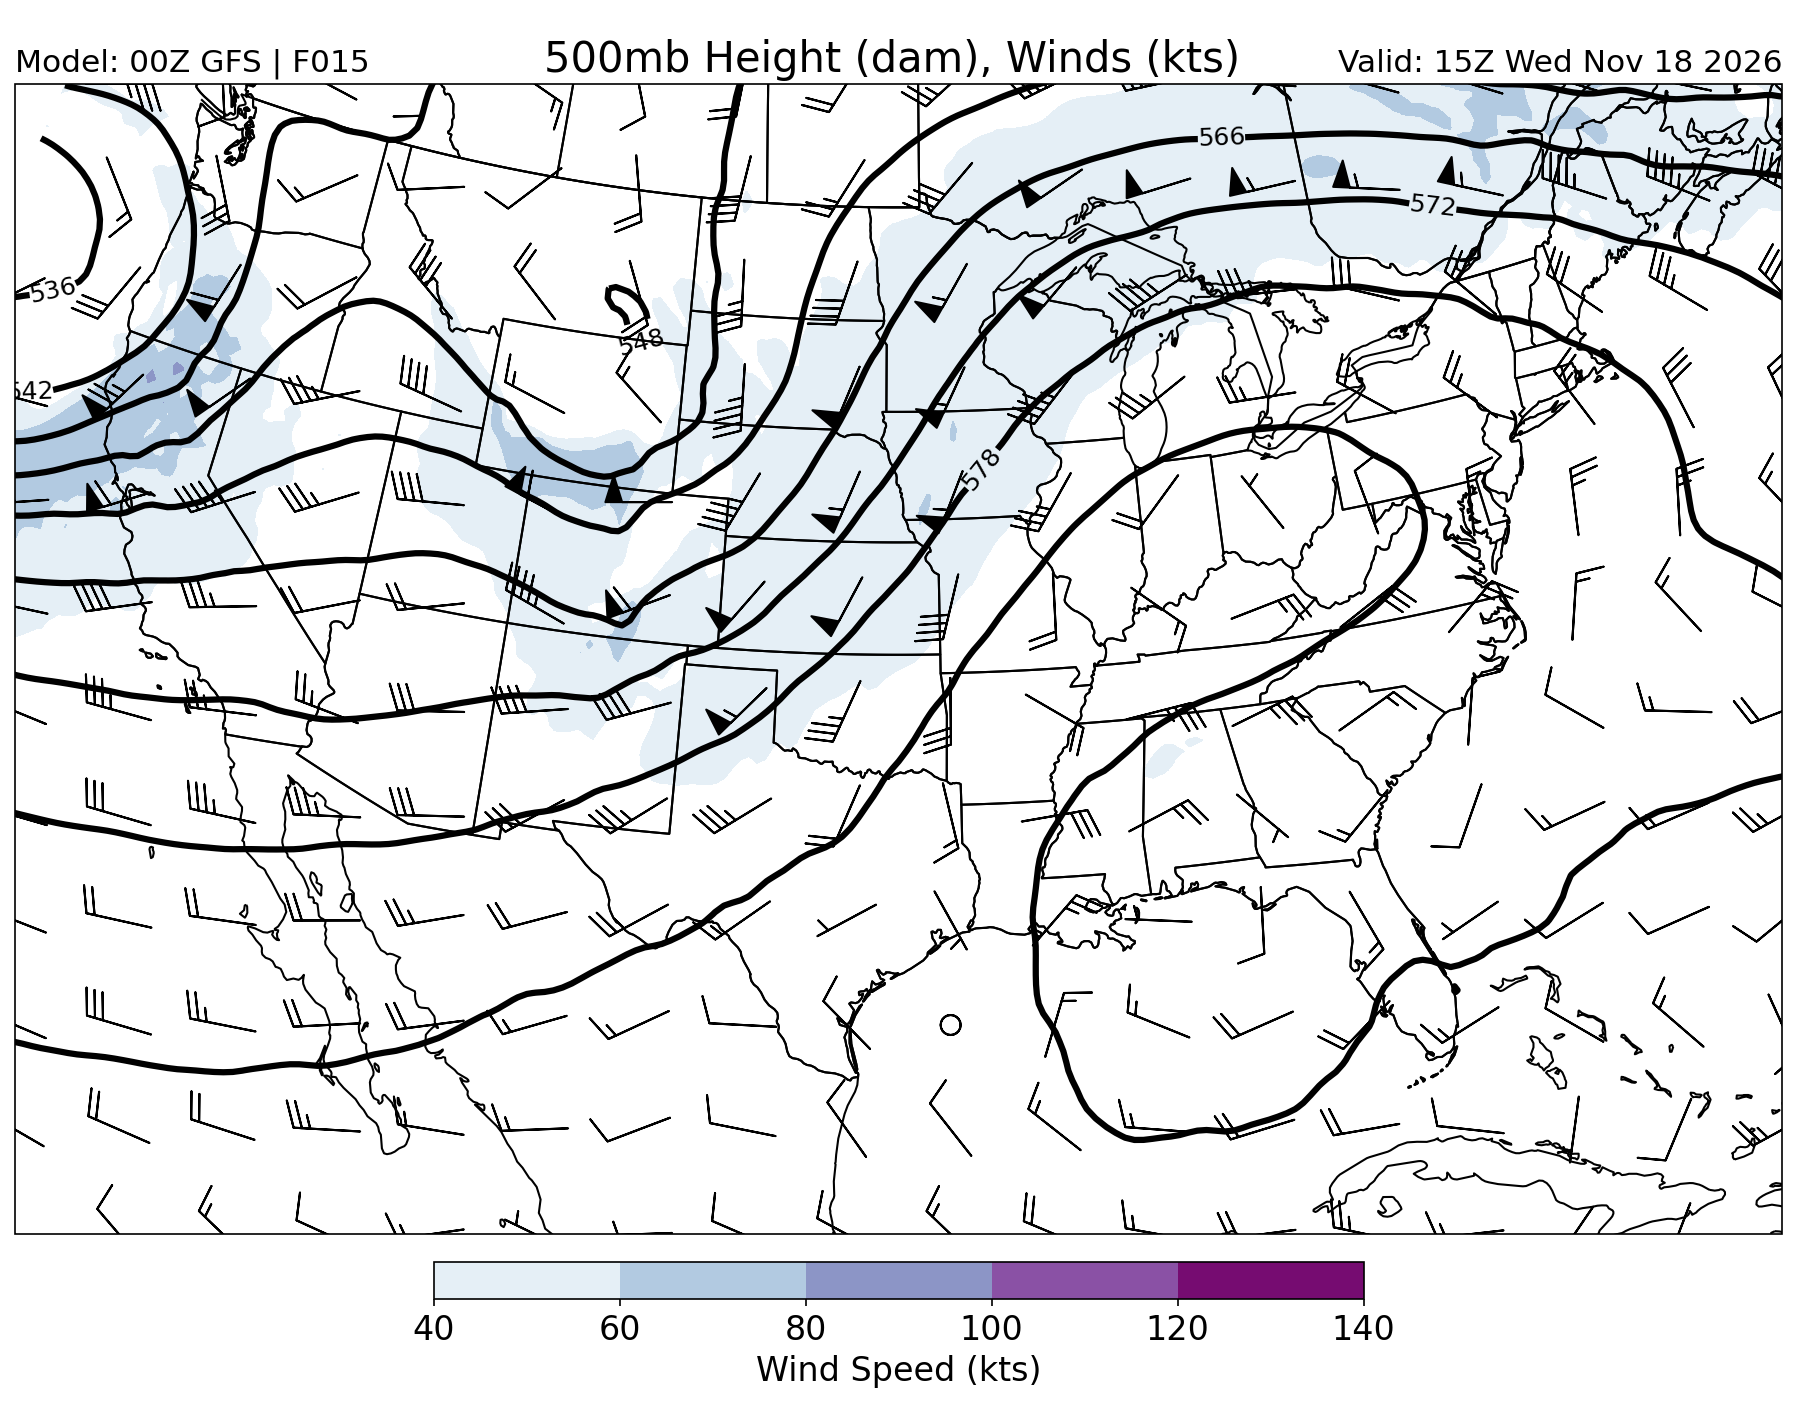 Model: 00Z GFS | F015
500mb Height (dam), Winds (kts)
Valid: 15Z Wed Nov 18 2026
566
572
536
548
542
578
40 60 80 100 120 140
Wind Speed (kts)